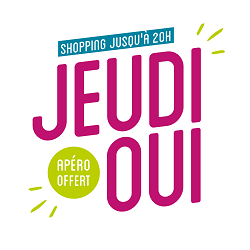 SHOPPING JUSQU'À 20H
JEUDI
APÉRO
OFFERT
OUI